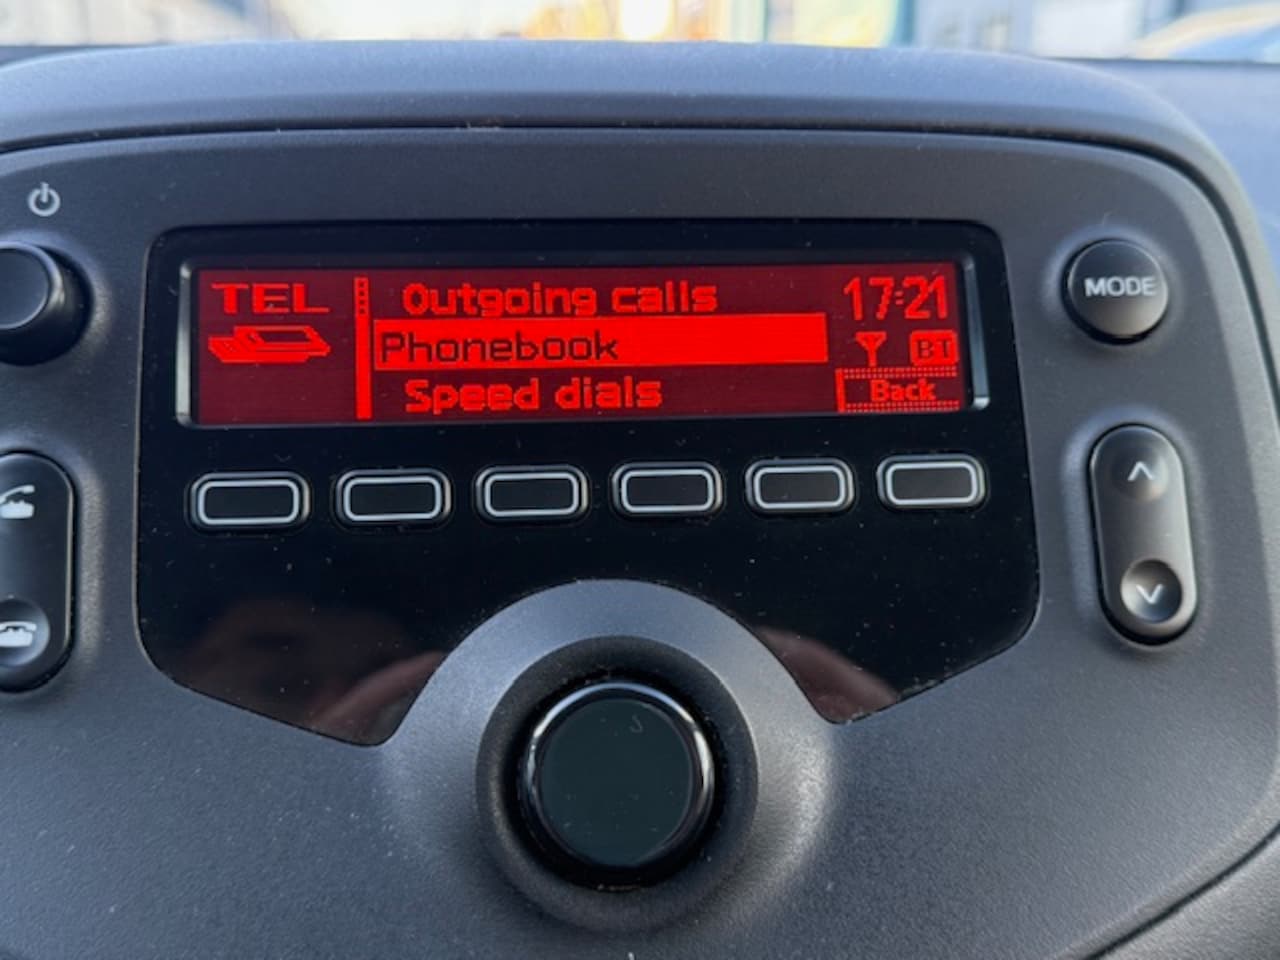 TEL
Outgoing calls
Phonebook
Speed dials
17:21
BT
Back
MODE